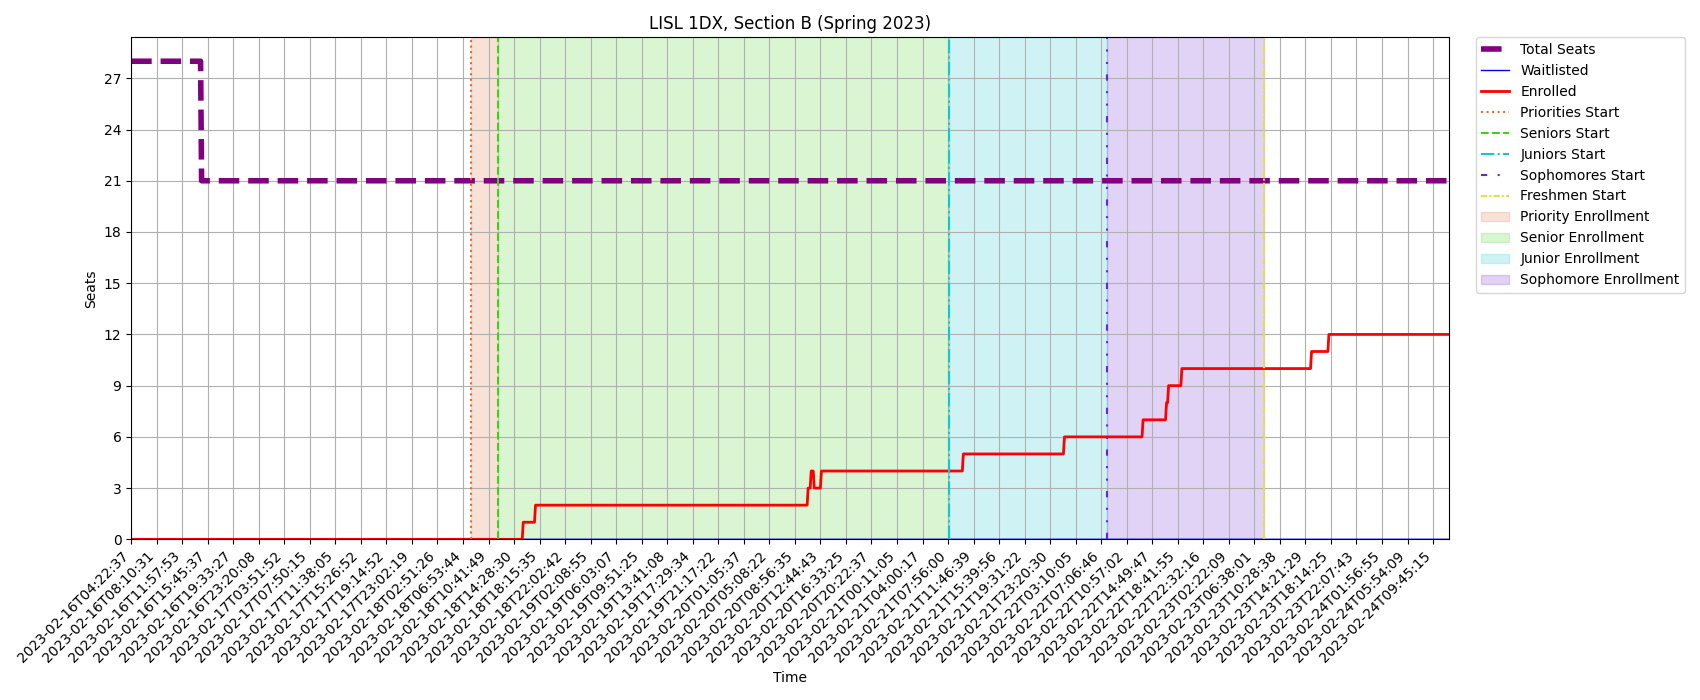 LISL 1DX, Section B (Spring 2023)
Total Seats
Waitlisted
Enrolled
Priorities Start
Seniors Start
Juniors Start
Sophomores Start
Freshmen Start
Priority Enrollment
Senior Enrollment
Junior Enrollment
Sophomore Enrollment
Seats
27
24
21
18
15
12
9
6
3
0
2023-02-16T04:22:37
2023-02-16T08:10:31
2023-02-16T11:57:53
2023-02-16T15:45:37
2023-02-16T19:33:27
2023-02-16T23:20:08
2023-02-17T03:51:52
2023-02-17T07:50:15
2023-02-17T11:38:05
2023-02-17T15:26:52
2023-02-17T19:14:52
2023-02-17T23:02:19
2023-02-18T02:51:26
2023-02-18T06:53:44
2023-02-18T10:41:49
2023-02-18T14:28:30
2023-02-18T18:15:35
2023-02-18T22:02:42
2023-02-19T02:08:55
2023-02-19T06:03:07
2023-02-19T09:51:25
2023-02-19T13:41:08
2023-02-19T17:29:34
2023-02-19T21:17:22
2023-02-20T01:05:37
2023-02-20T05:08:22
2023-02-20T08:56:35
2023-02-20T12:44:43
2023-02-20T16:33:25
2023-02-20T20:22:37
2023-02-21T00:11:05
2023-02-21T04:00:17
2023-02-21T07:56:00
2023-02-21T11:46:39
2023-02-21T15:39:56
2023-02-21T19:31:22
2023-02-21T23:20:30
2023-02-22T03:10:05
2023-02-22T07:06:46
2023-02-22T10:57:02
2023-02-22T14:49:47
2023-02-22T18:41:55
2023-02-22T22:32:16
2023-02-23T02:22:09
2023-02-23T06:38:01
2023-02-23T10:28:38
2023-02-23T14:21:29
2023-02-23T18:14:25
2023-02-23T22:07:43
2023-02-24T01:56:55
2023-02-24T05:54:09
2023-02-24T09:45:15
Time